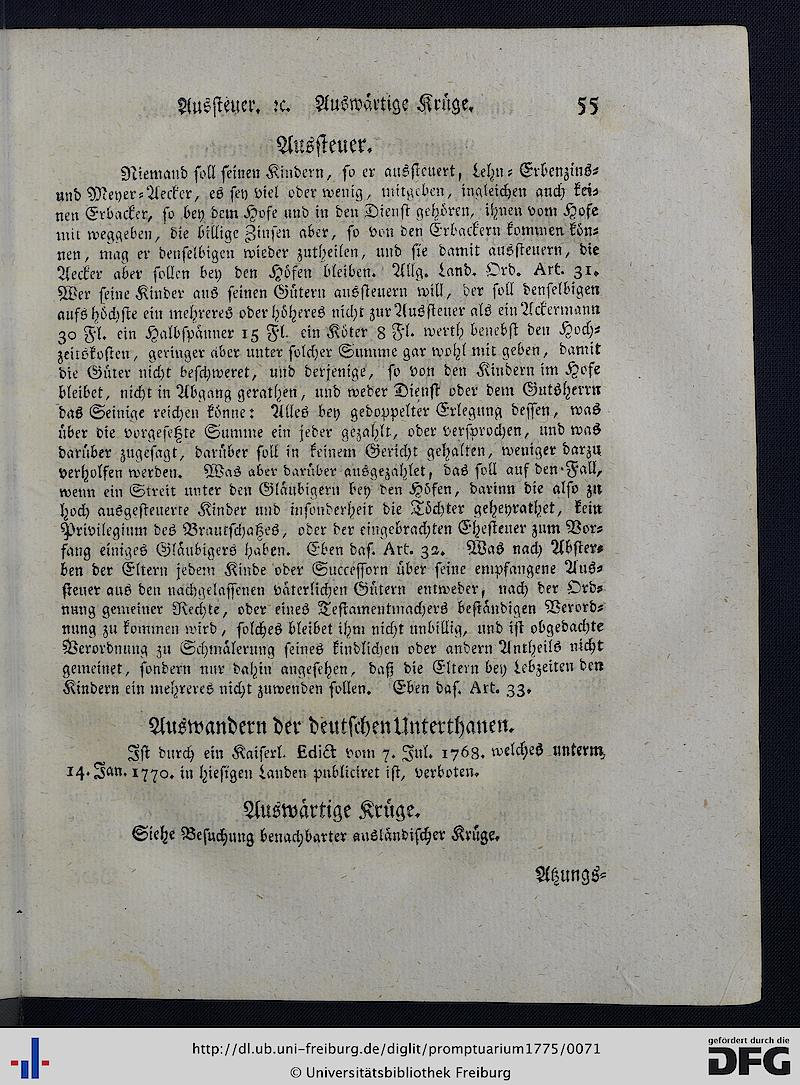 Aussteuer. ꝛc. Auswärtige Krüge. 55
Aussteuer.
Niemand soll seinen Kindern, so er aussteuert, Lehn- Erbenzins-
und Meyer-Aecker, es sey viel oder wenig, mitgeben, ingleichen auch kei-
nen Erbacker, so bey dem Hofe und in den Dienst gehören, ihnen vom Hofe
mit weggeben, die billige Zinsen aber, so von den Erbackern kommen kön-
nen, mag er denselbigen wieder zutheilen, und sie damit aussteuern, die
Aecker aber sollen bey den Höfen bleiben. Allg. Land. Ord. Art. 31.
Wer seine Kinder aus seinen Gütern aussteuern will, der soll denselbigen
aufs höchste ein mehreres oder höheres nicht zur Aussteuer als ein Ackermann
30 Fl. ein Halbspänner 15 Fl. ein Köter 8 Fl. werth benebst den Hoch-
zeitskosten, geringer aber unter solcher Summe gar wohl mit geben, damit
die Güter nicht beschweret, und derjenige, so von den Kindern im Hofe
bleibet, nicht in Abgang gerathen, und weder Dienst oder dem Gutsherrn
das Seinige reichen könne: Alles bey gedoppelter Erlegung dessen, was
über die vorgesetzte Summe ein jeder gezahlt, oder versprochen, und was
darüber zugesagt, darüber soll in keinem Gericht gehalten, weniger darzu
verholfen werden. Was aber darüber ausgezahlet, das soll auf den Fall,
wenn ein Streit unter den Gläubigern bey den Höfen, darinn die also zu
hoch ausgesteuerte Kinder und insonderheit die Töchter geheyrathet, kein
Privilegium des Brautschatzes, oder der eingebrachten Ehesteuer zum Vor-
fang einiges Gläubigers haben. Eben das. Art. 32. Was nach Abster-
ben der Eltern jedem Kinde oder Successorn über seine empfangene Aus-
steuer aus den nachgelassenen väterlichen Gütern entweder, nach der Ord-
nung gemeiner Rechte, oder eines Testamentmachers beständigen Verord-
nung zu kommen wird, solches bleibet ihm nicht unbillig, und ist obgedachte
Verordnung zu Schmälerung seines kindlichen oder andern Antheils nicht
gemeinet, sondern nur dahin angesehen, daß die Eltern bey Lebzeiten den
Kindern ein mehreres nicht zuwenden sollen. Eben das. Art. 33.
Auswandern der deutschen Unterthanen.
Ist durch ein Kaiserl. Edict vom 7. Jul. 1768. welches unterm
14. Jan. 1770. in hiesigen Landen publiciret ist, verboten.
Auswärtige Krüge.
Siehe Besuchung benachbarter ausländischer Krüge.
Atzungs-
http://dl.ub.uni-freiburg.de/diglit/promptuarium1775/0071
© Universitätsbibliothek Freiburg
gefördert durch die
DFG